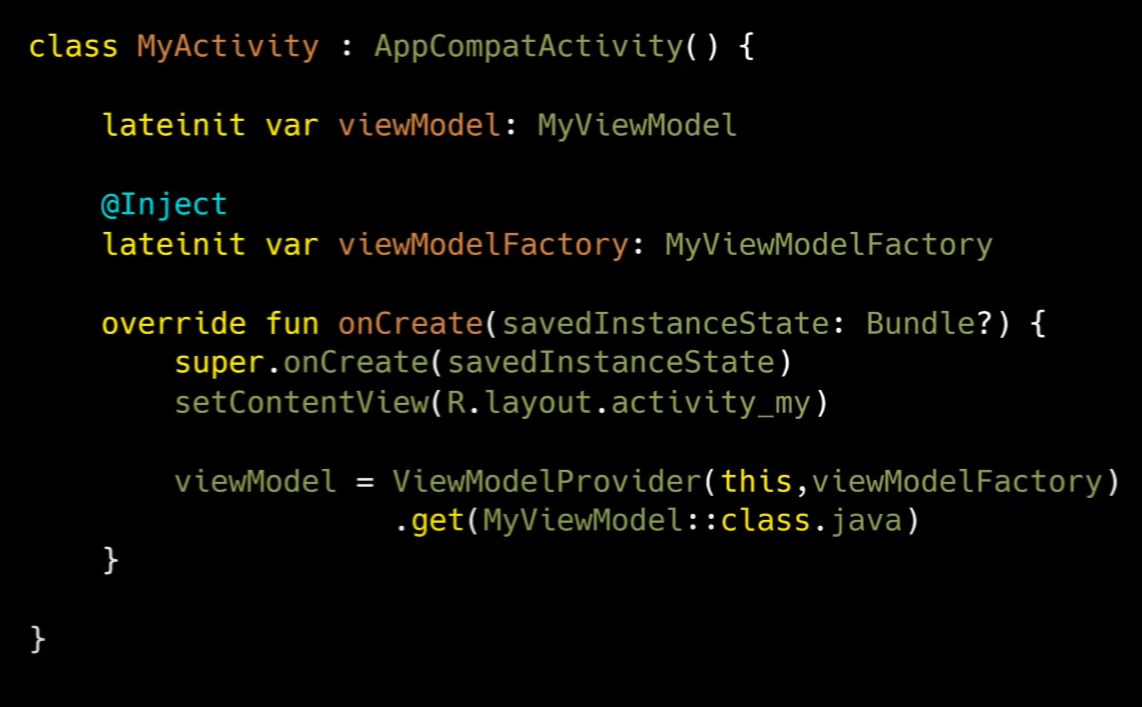 class MyActivity : AppCompatActivity() {
lateinit var viewModel: MyViewModel
@Inject
lateinit var viewModelFactory: MyViewModelFactory
override fun onCreate(savedInstanceState: Bundle?) {
super.onCreate(savedInstanceState)
setContentView(R.layout.activity_my)
viewModel = ViewModelProvider(this,viewModelFactory)
.get(MyViewModel::class.java)
}
}